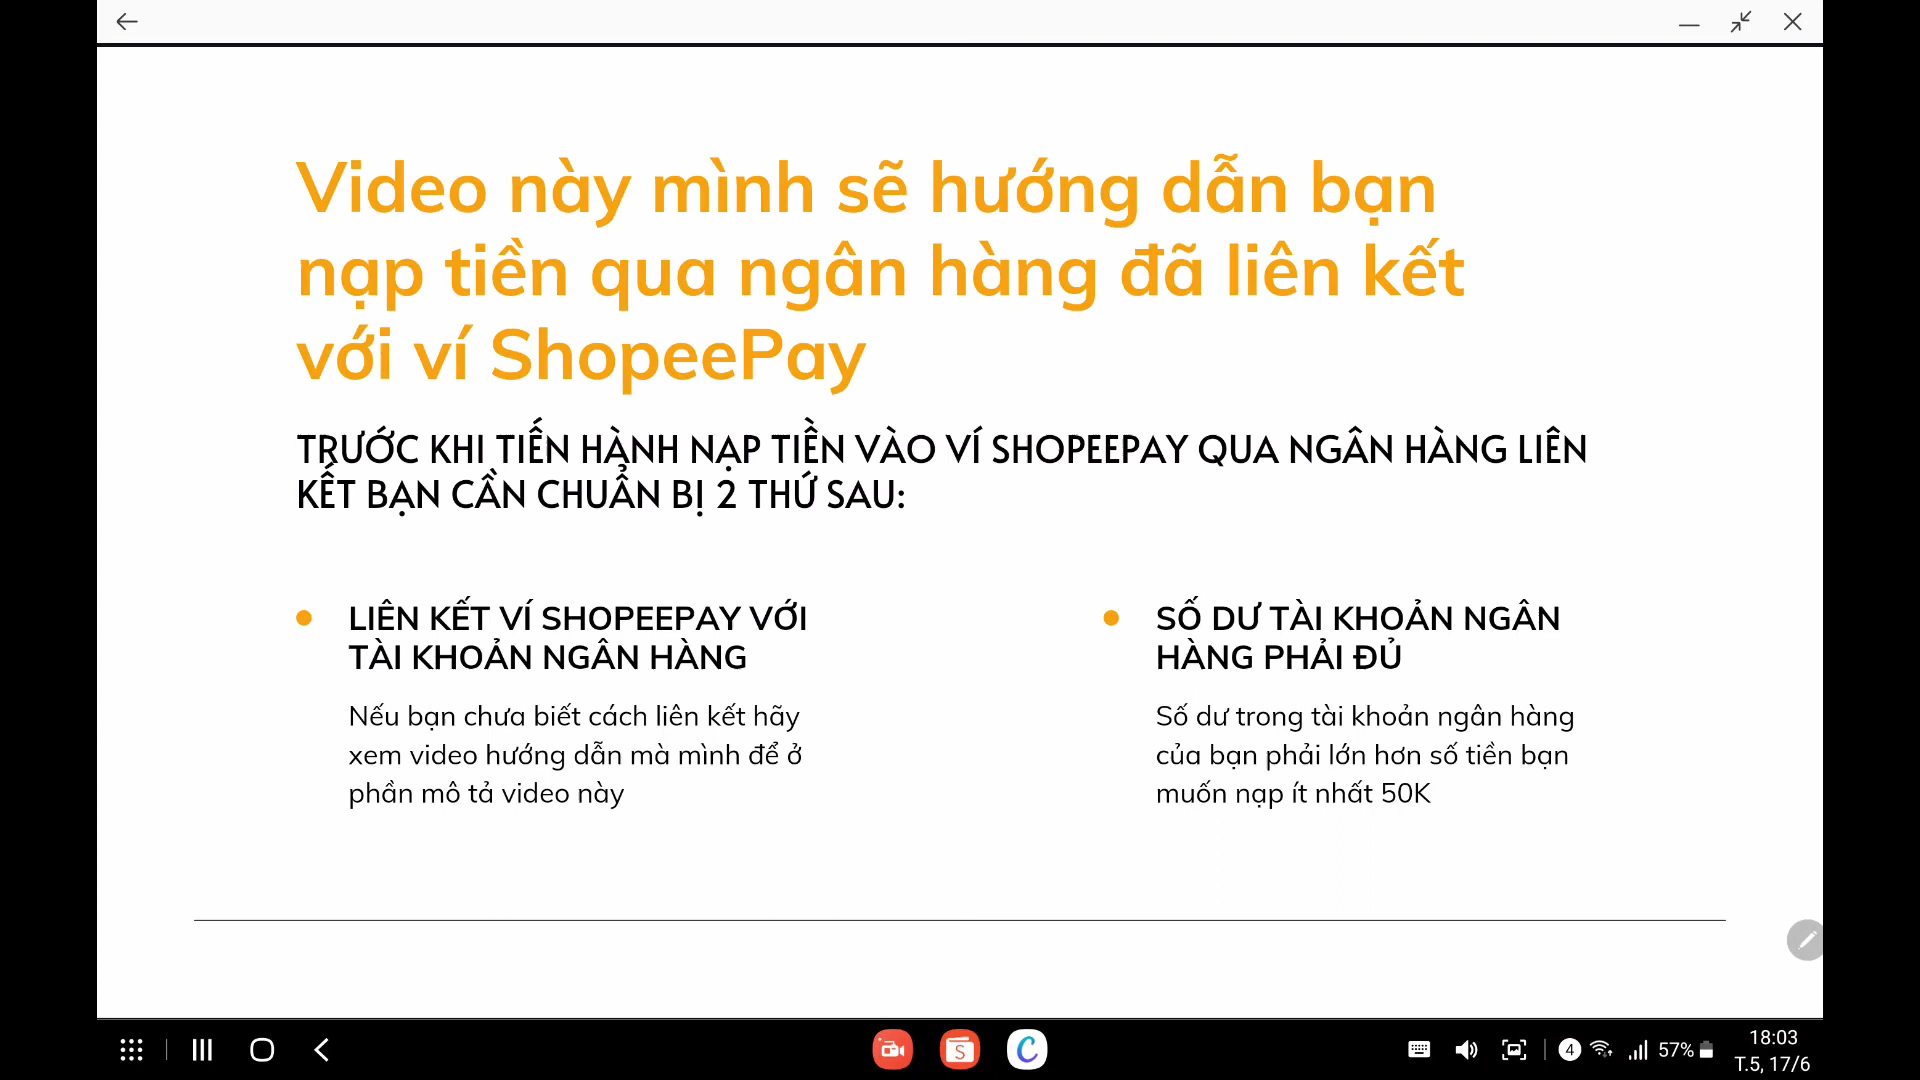 Video này mình sẽ hướng dẫn bạn
nạp tiền qua ngân hàng đã liên kết
với ví ShopeePay
TRƯỚC KHI TIẾN HÀNH NẠP TIỀN VÀO VÍ SHOPEEPAY QUA NGÂN HÀNG LIÊN
KẾT BẠN CẦN CHUẨN BỊ 2 THỨ SAU:
LIÊN KẾT VÍ SHOPEEPAY VỚI
TÀI KHOẢN NGÂN HÀNG
Nếu bạn chưa biết cách liên kết hãy
xem video hướng dẫn mà mình để ở
phần mô tả video này
SỐ DƯ TÀI KHOẢN NGÂN
HÀNG PHẢI ĐỦ
Số dư trong tài khoản ngân hàng
của bạn phải lớn hơn số tiền bạn
muốn nạp ít nhất 50K
S
C
4
57%
18:03
T.5, 17/6